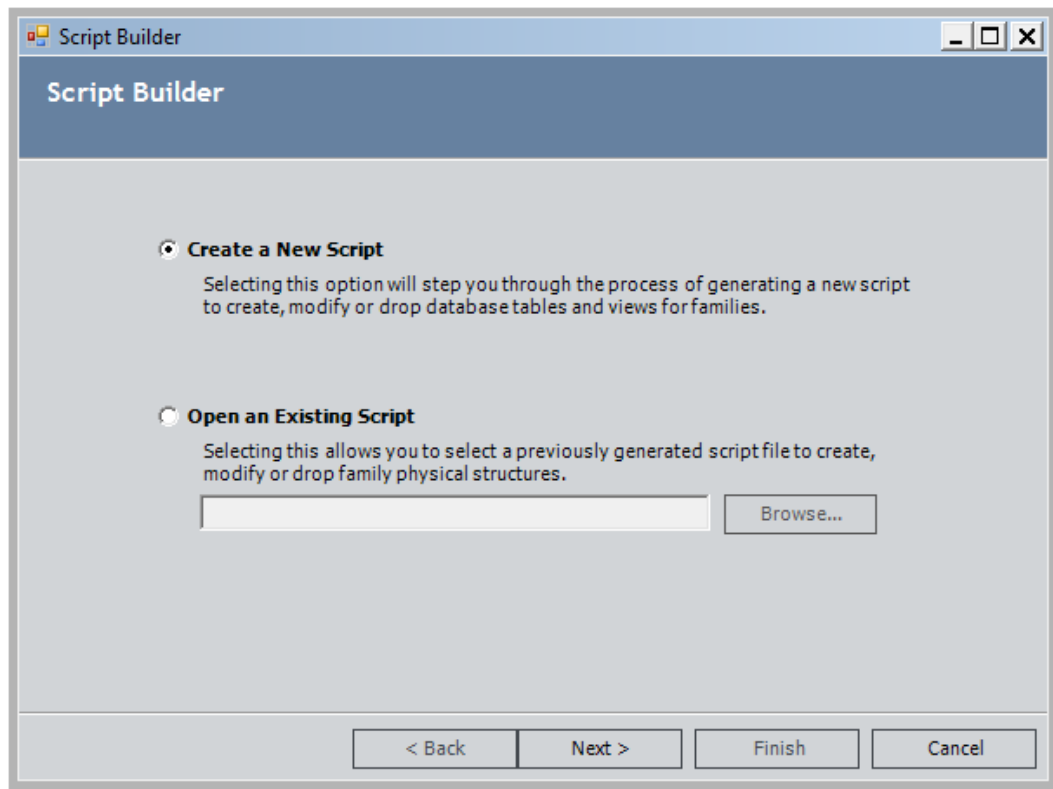 Script Builder
Script Builder
Create a New Script
Selecting this option will step you through the process of generating a new script
to create, modify or drop database tables and views for families.
Open an Existing Script
Selecting this allows you to select a previously generated script file to create,
modify or drop family physical structures.
Browse...
< Back Next > Finish Cancel